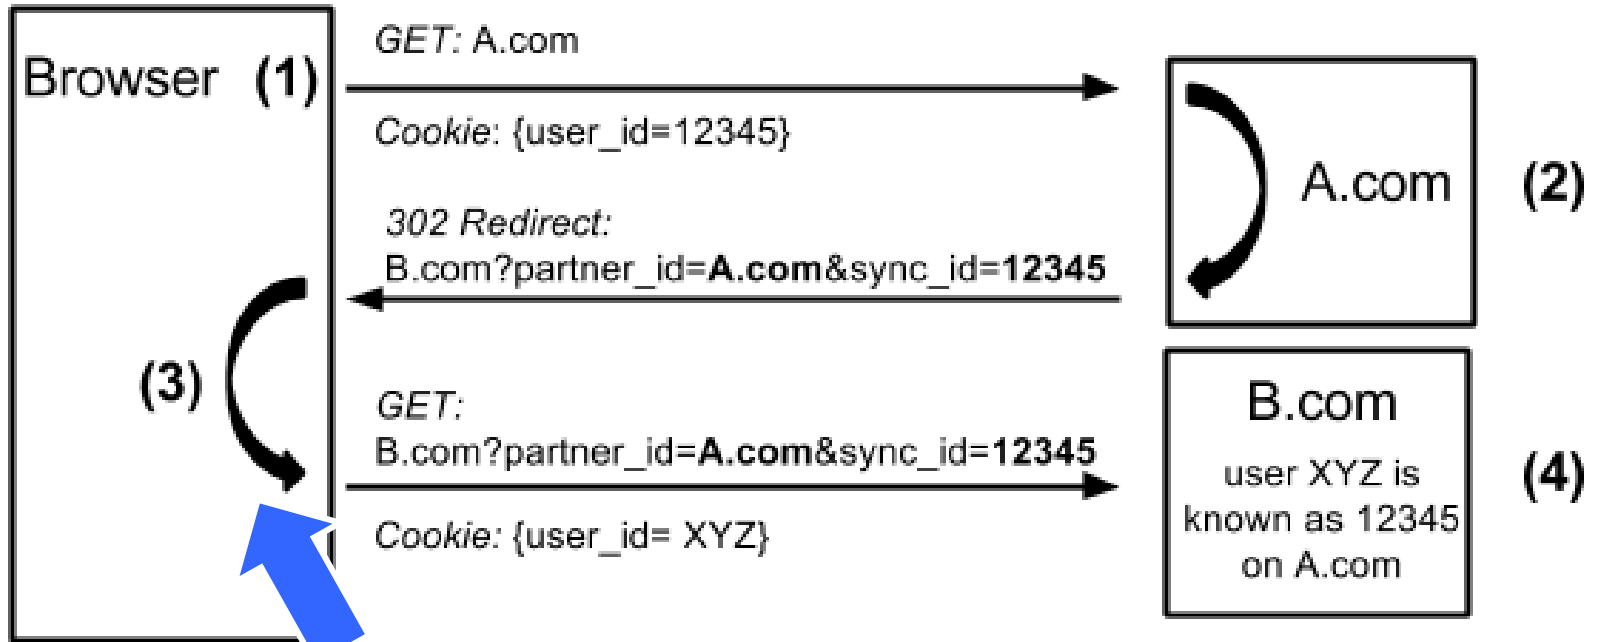 GET: A.com
Browser (1)
Cookie: {user_id=12345}
A.com (2)
302 Redirect:
B.com?partner_id=A.com&sync_id=12345
(3)
GET:
B.com?partner_id=A.com&sync_id=12345
Cookie: {user_id= XYZ}
B.com
user XYZ is
known as 12345
on A.com
(4)